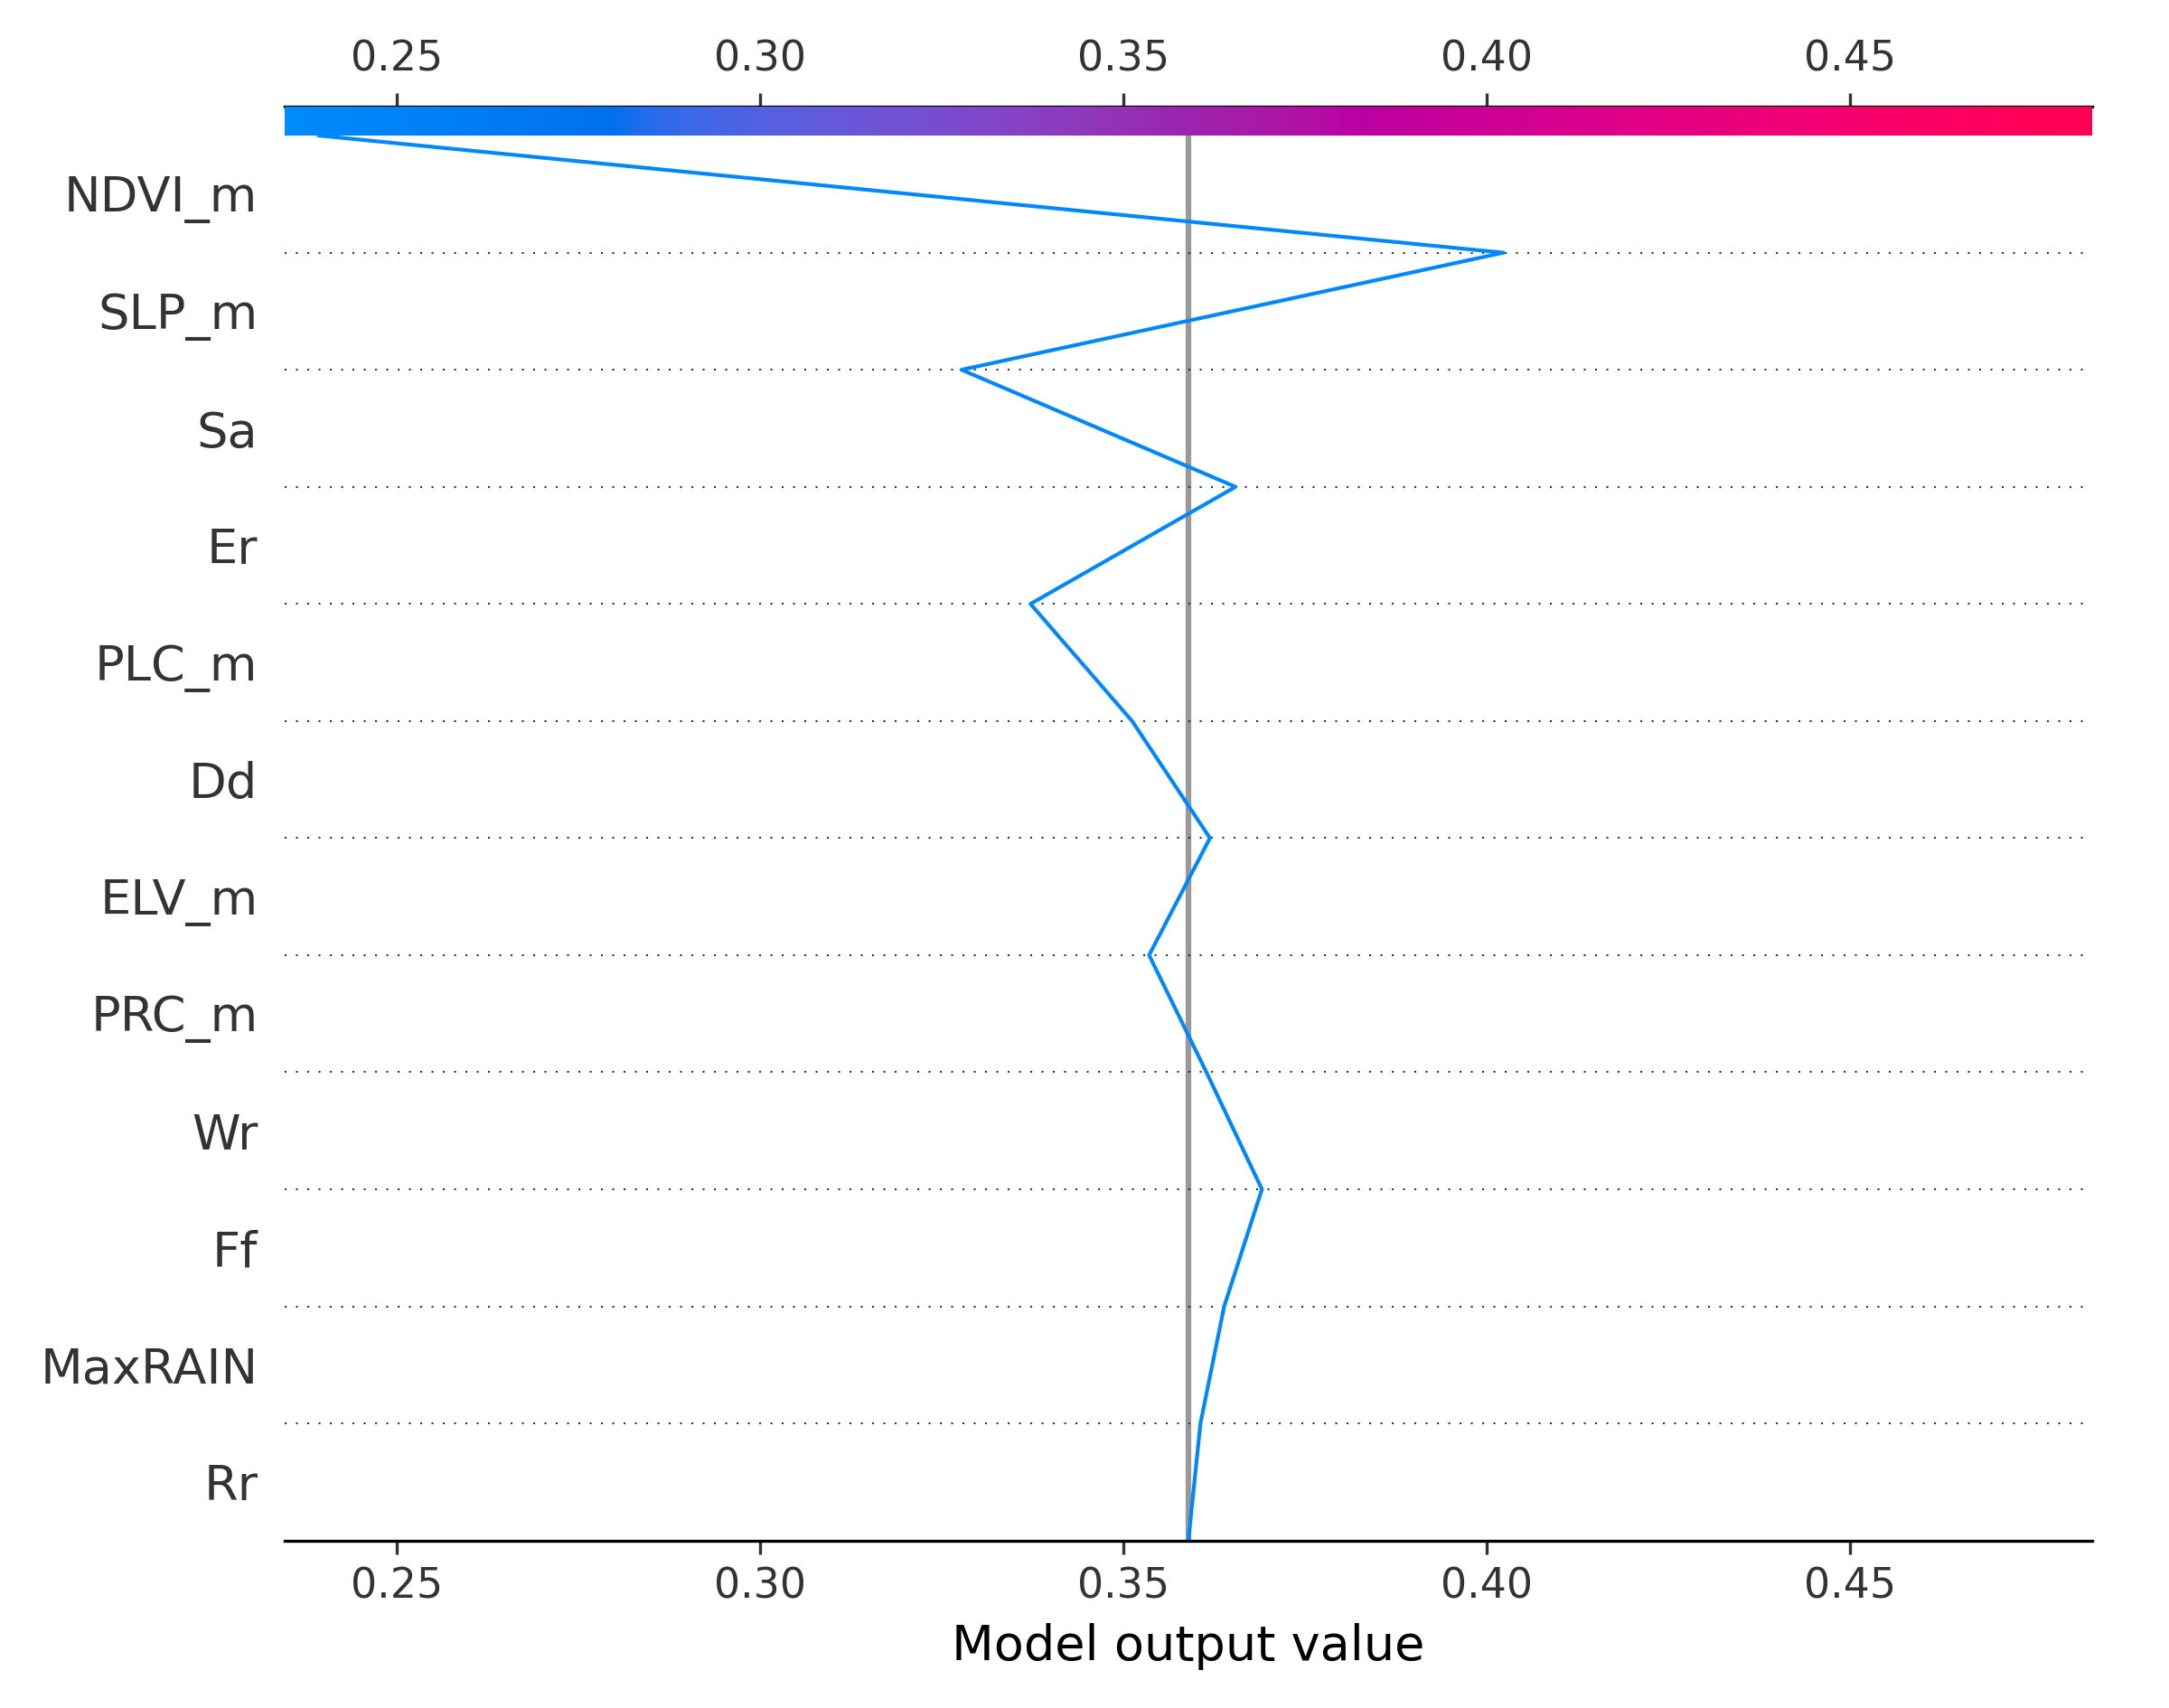 0.25 0.30 0.35 0.40 0.45
NDVI_m
SLP_m
Sa
Er
PLC_m
Dd
ELV_m
PRC_m
Wr
Ff
MaxRAIN
Rr
0.25 0.30 0.35 0.40 0.45
Model output value